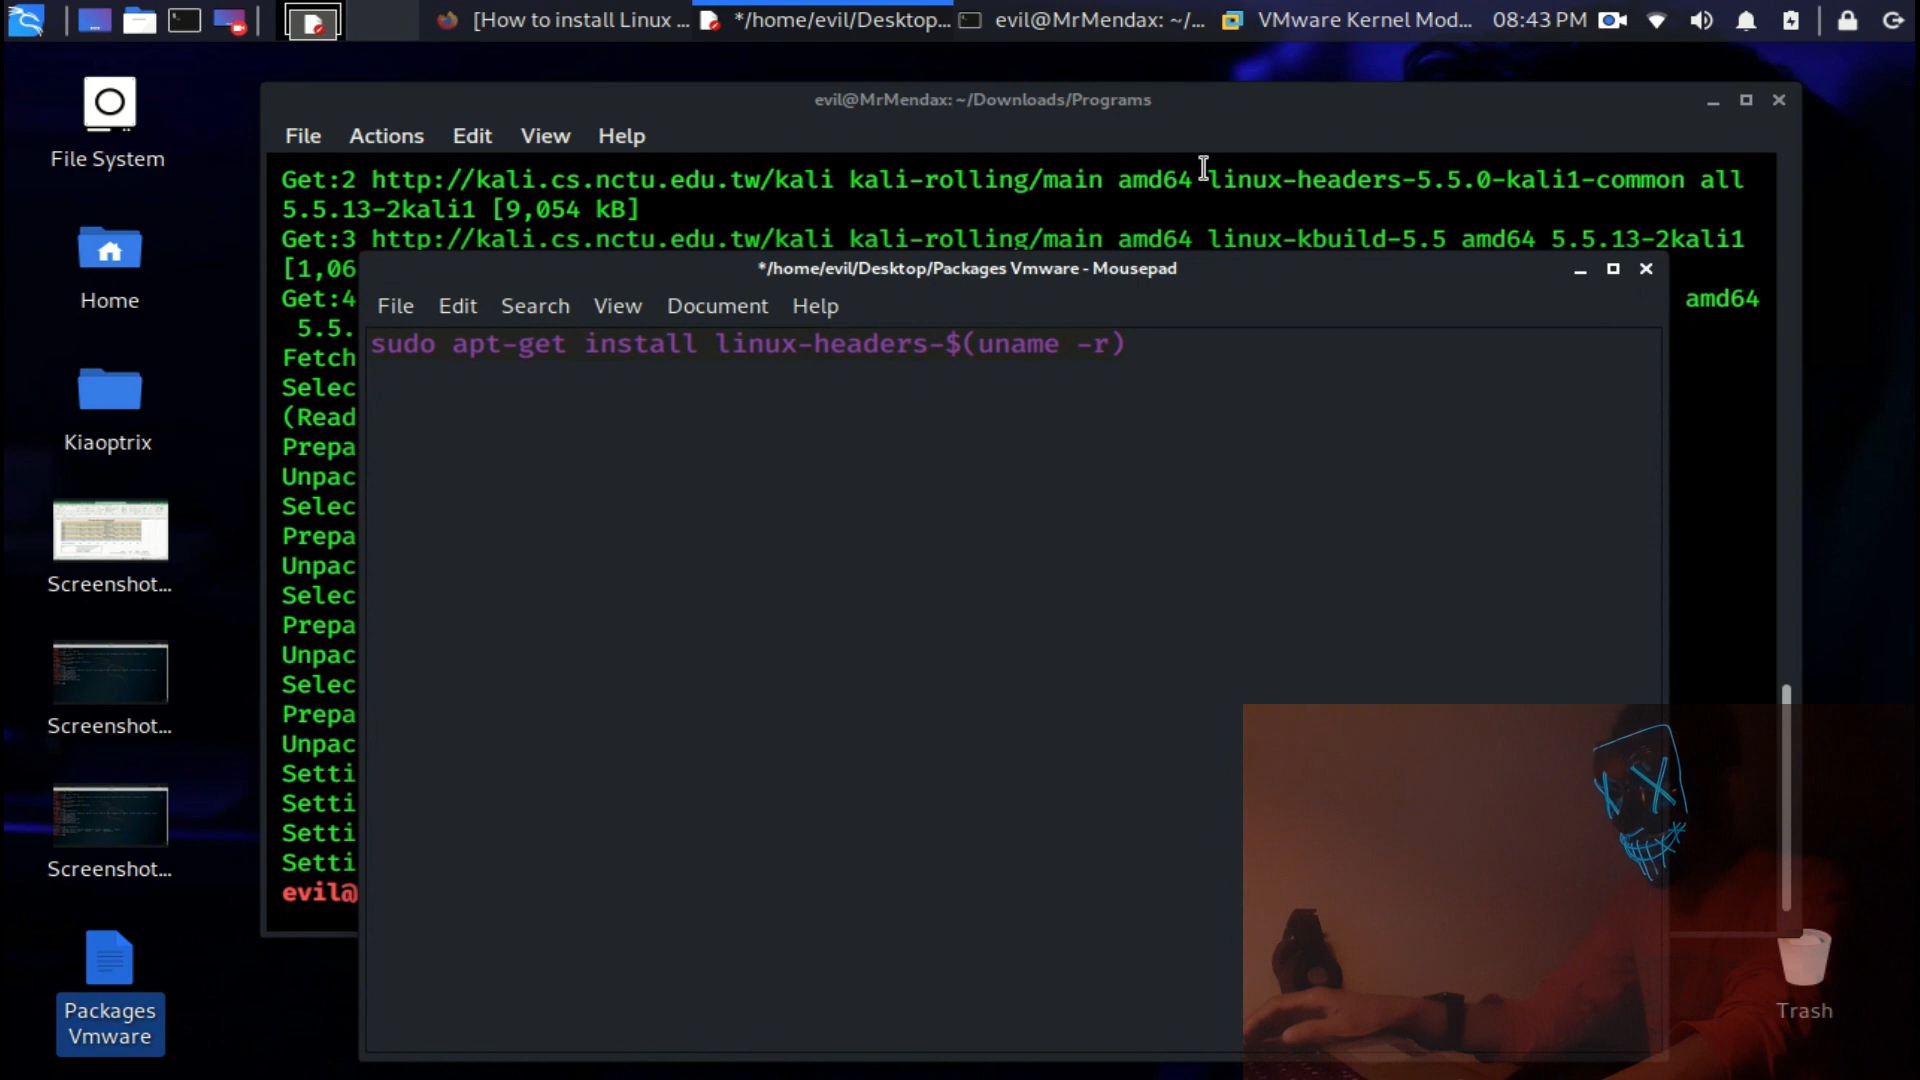 [How to install Linux ...
*/home/evil/Desktop...
evil@MrMendax: ~/...
VMware Kernel Mod...
08:43 PM
File System
Home
Kiaoptrix
Screenshot...
Screenshot...
Screenshot...
Packages
Vmware
Trash
evil@MrMendax: ~/Downloads/Programs
File Actions Edit View Help
Get:2 http://kali.cs.nctu.edu.tw/kali kali-rolling/main amd64 linux-headers-5.5.0-kali1-common all
5.5.13-2kali1 [9,054 kB]
Get:3 http://kali.cs.nctu.edu.tw/kali kali-rolling/main amd64 linux-kbuild-5.5 amd64 5.5.13-2kali1
[1,06
Get:4 amd64
5.5.
Fetch
Selec
(Read
Prepa
Unpac
Selec
Prepa
Unpac
Selec
Prepa
Unpac
Selec
Prepa
Unpac
Setti
Setti
Setti
Setti
evil@
*/home/evil/Desktop/Packages Vmware - Mousepad
File Edit Search View Document Help
sudo apt-get install linux-headers-$(uname -r)